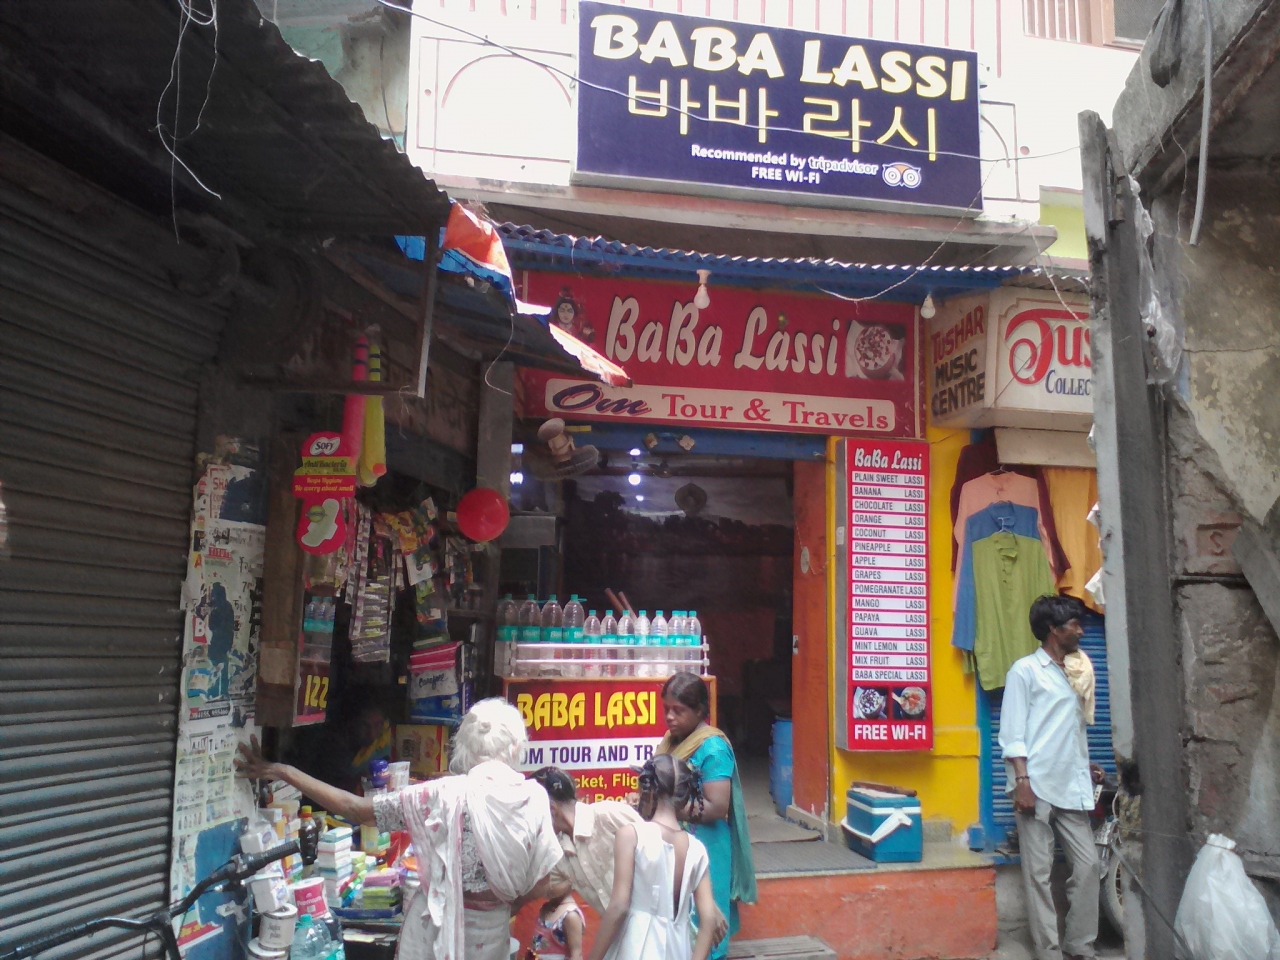 BABA LASSI
바바 라시
Recommended by tripadvisor
FREE WI-FI
BaBa Lassi
Om Tour & Travels
TUSHAR
MUSIC
CENTRE
BaBa Lassi
PLAIN SWEET LASSI
BANANA LASSI
CHOCOLATE LASSI
ORANGE LASSI
COCONUT LASSI
PINEAPPLE LASSI
APPLE LASSI
GRAPES LASSI
POMEGRANATE LASSI
MANGO LASSI
PAPAYA LASSI
GUAVA LASSI
MINT LEMON LASSI
MIX FRUIT LASSI
BABA SPECIAL LASSI
FREE WI-FI
SOFY
122
BABA LASSI
OM TOUR AND